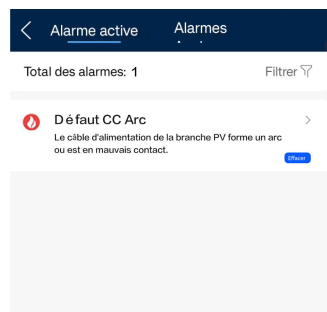 Alarme active Alarmes
Total des alarmes: 1 Filtrer
Défaut CC Arc
Le câble d'alimentation de la branche PV forme un arc
ou est en mauvais contact.
Effacer